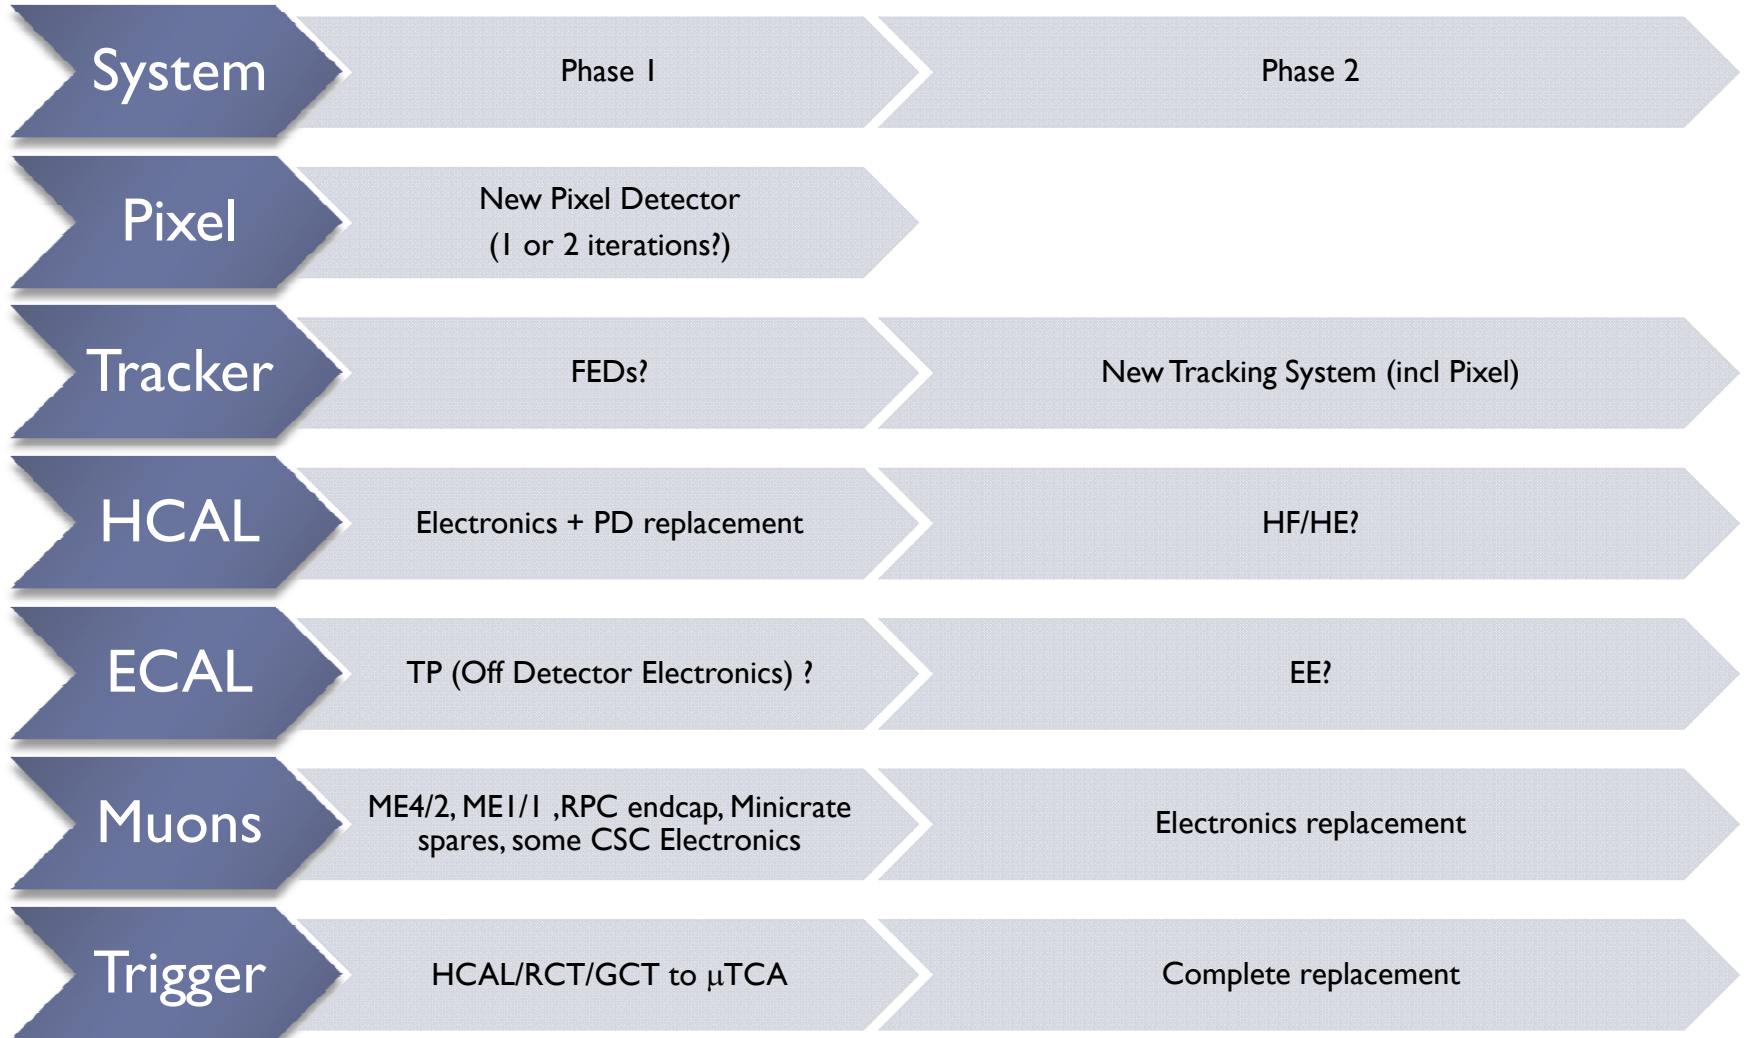 System
Phase 1
Phase 2
Pixel
New Pixel Detector
(1 or 2 iterations?)
Tracker
FEDs?
New Tracking System (incl Pixel)
HCAL
Electronics + PD replacement
HF/HE?
ECAL
TP (Off Detector Electronics) ?
EE?
Muons
ME4/2, ME1/1 ,RPC endcap, Minicrate
spares, some CSC Electronics
Electronics replacement
Trigger
HCAL/RCT/GCT to μTCA
Complete replacement